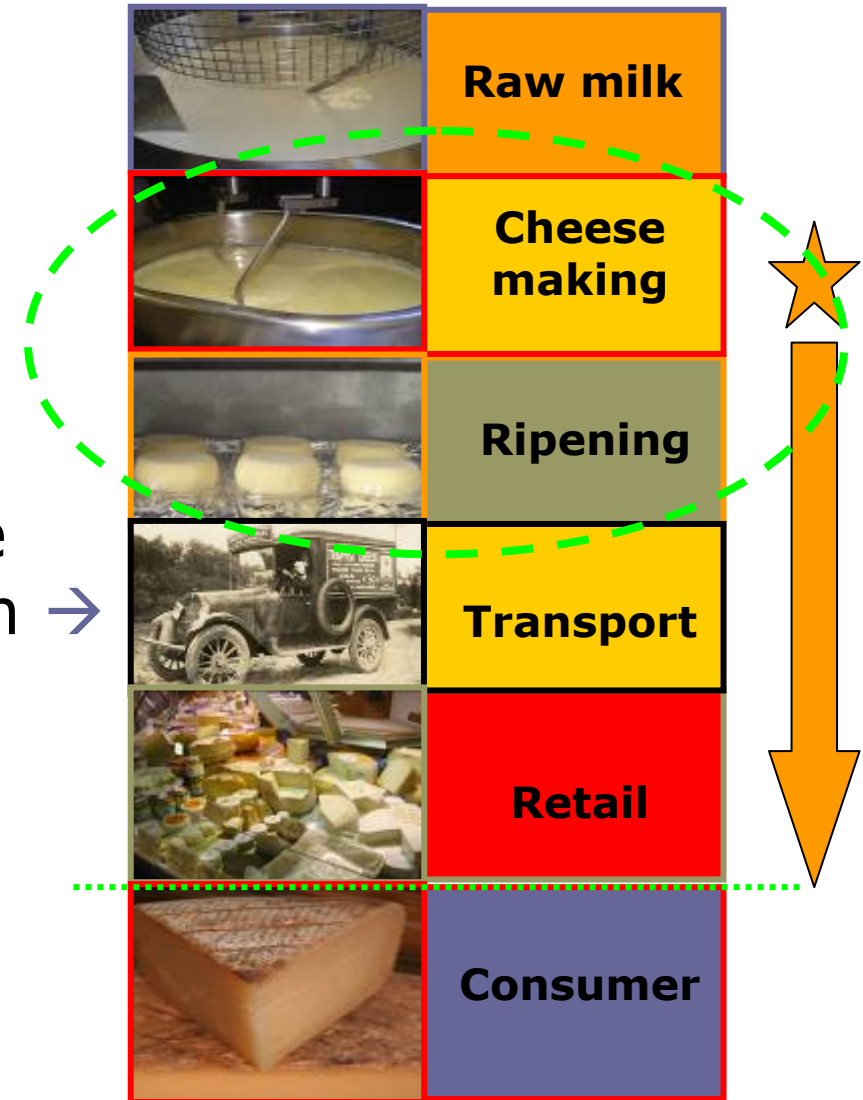 Raw milk
Cheese
making
Ripening
e
n →
Transport
Retail
Consumer